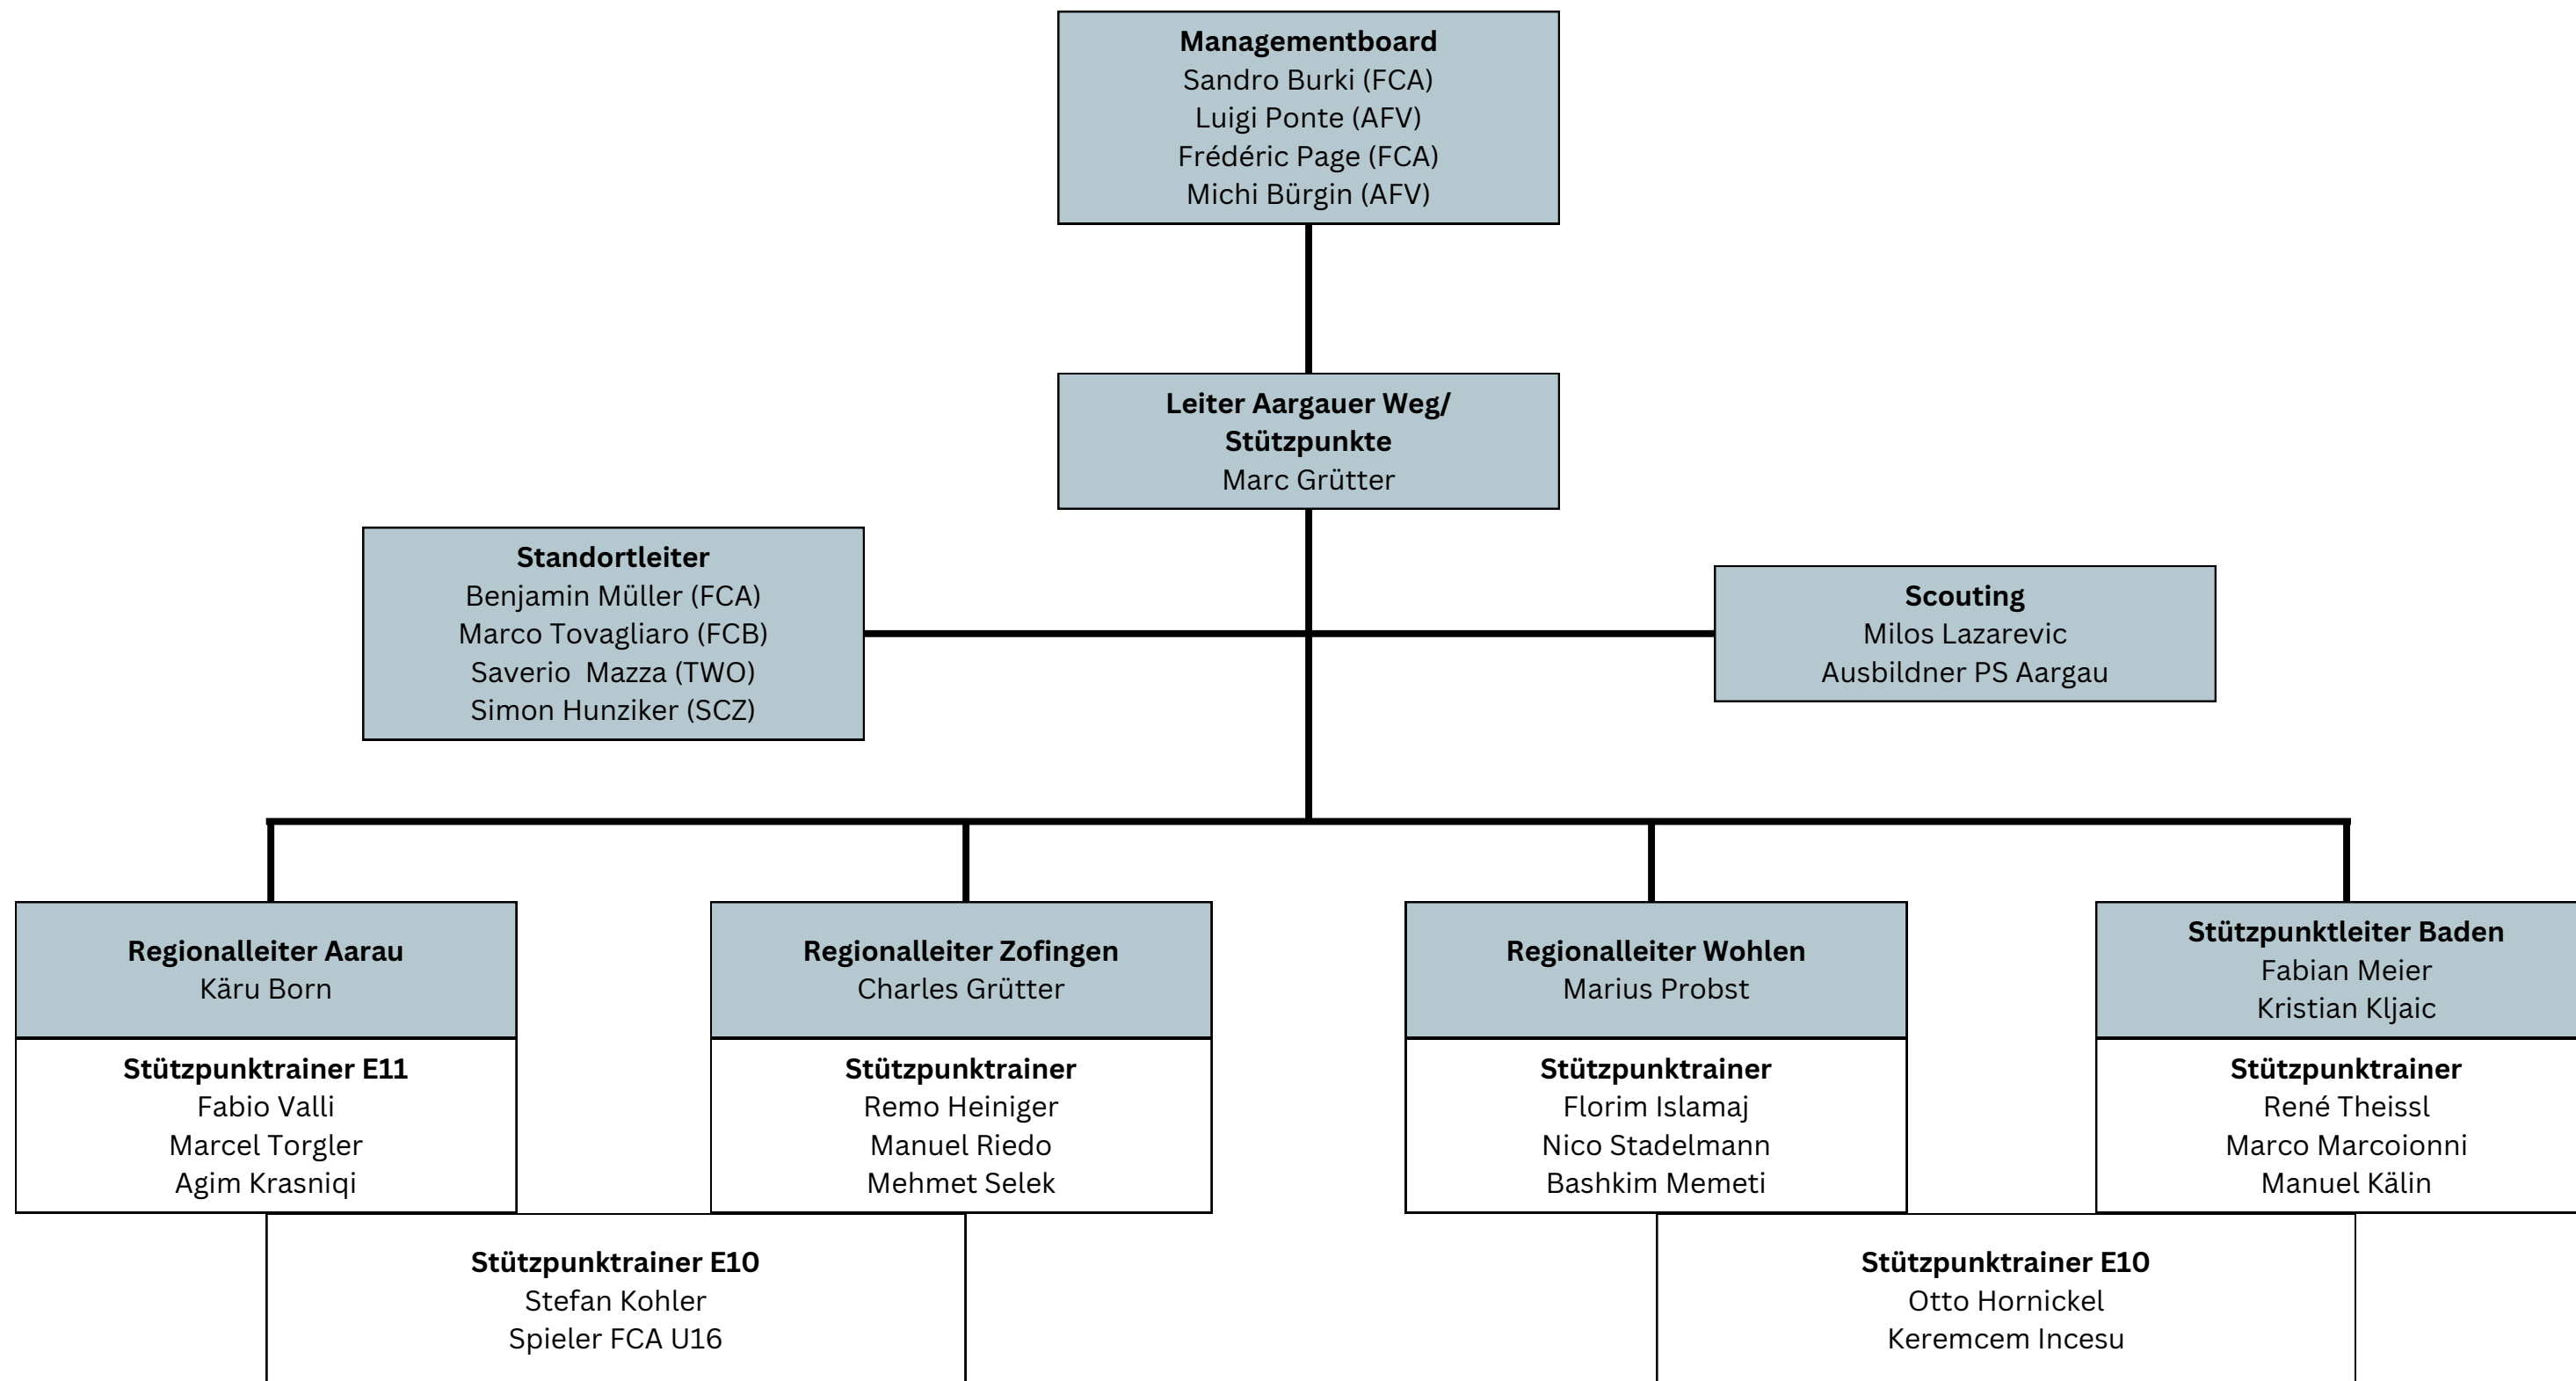 Managementboard
Sandro Burki (FCA)
Luigi Ponte (AFV)
Frédéric Page (FCA)
Michi Bürgin (AFV)
Leiter Aargauer Weg/
Stützpunkte
Marc Grütter
Standortleiter
Benjamin Müller (FCA)
Marco Tovagliaro (FCB)
Saverio  Mazza (TWO)
Simon Hunziker (SCZ)
Scouting
Milos Lazarevic
Ausbildner PS Aargau
Regionalleiter Aarau
Käru Born
Stützpunktrainer E11
Fabio Valli
Marcel Torgler
Agim Krasniqi
Regionalleiter Zofingen
Charles Grütter
Stützpunktrainer
Remo Heiniger
Manuel Riedo
Mehmet Selek
Regionalleiter Wohlen
Marius Probst
Stützpunktrainer
Florim Islamaj
Nico Stadelmann
Bashkim Memeti
Stützpunktleiter Baden
Fabian Meier
Kristian Kljaic
Stützpunktrainer
René Theissl
Marco Marcoionni
Manuel Kälin
Stützpunktrainer E10
Stefan Kohler
Spieler FCA U16
Stützpunktrainer E10
Otto Hornickel
Keremcem Incesu